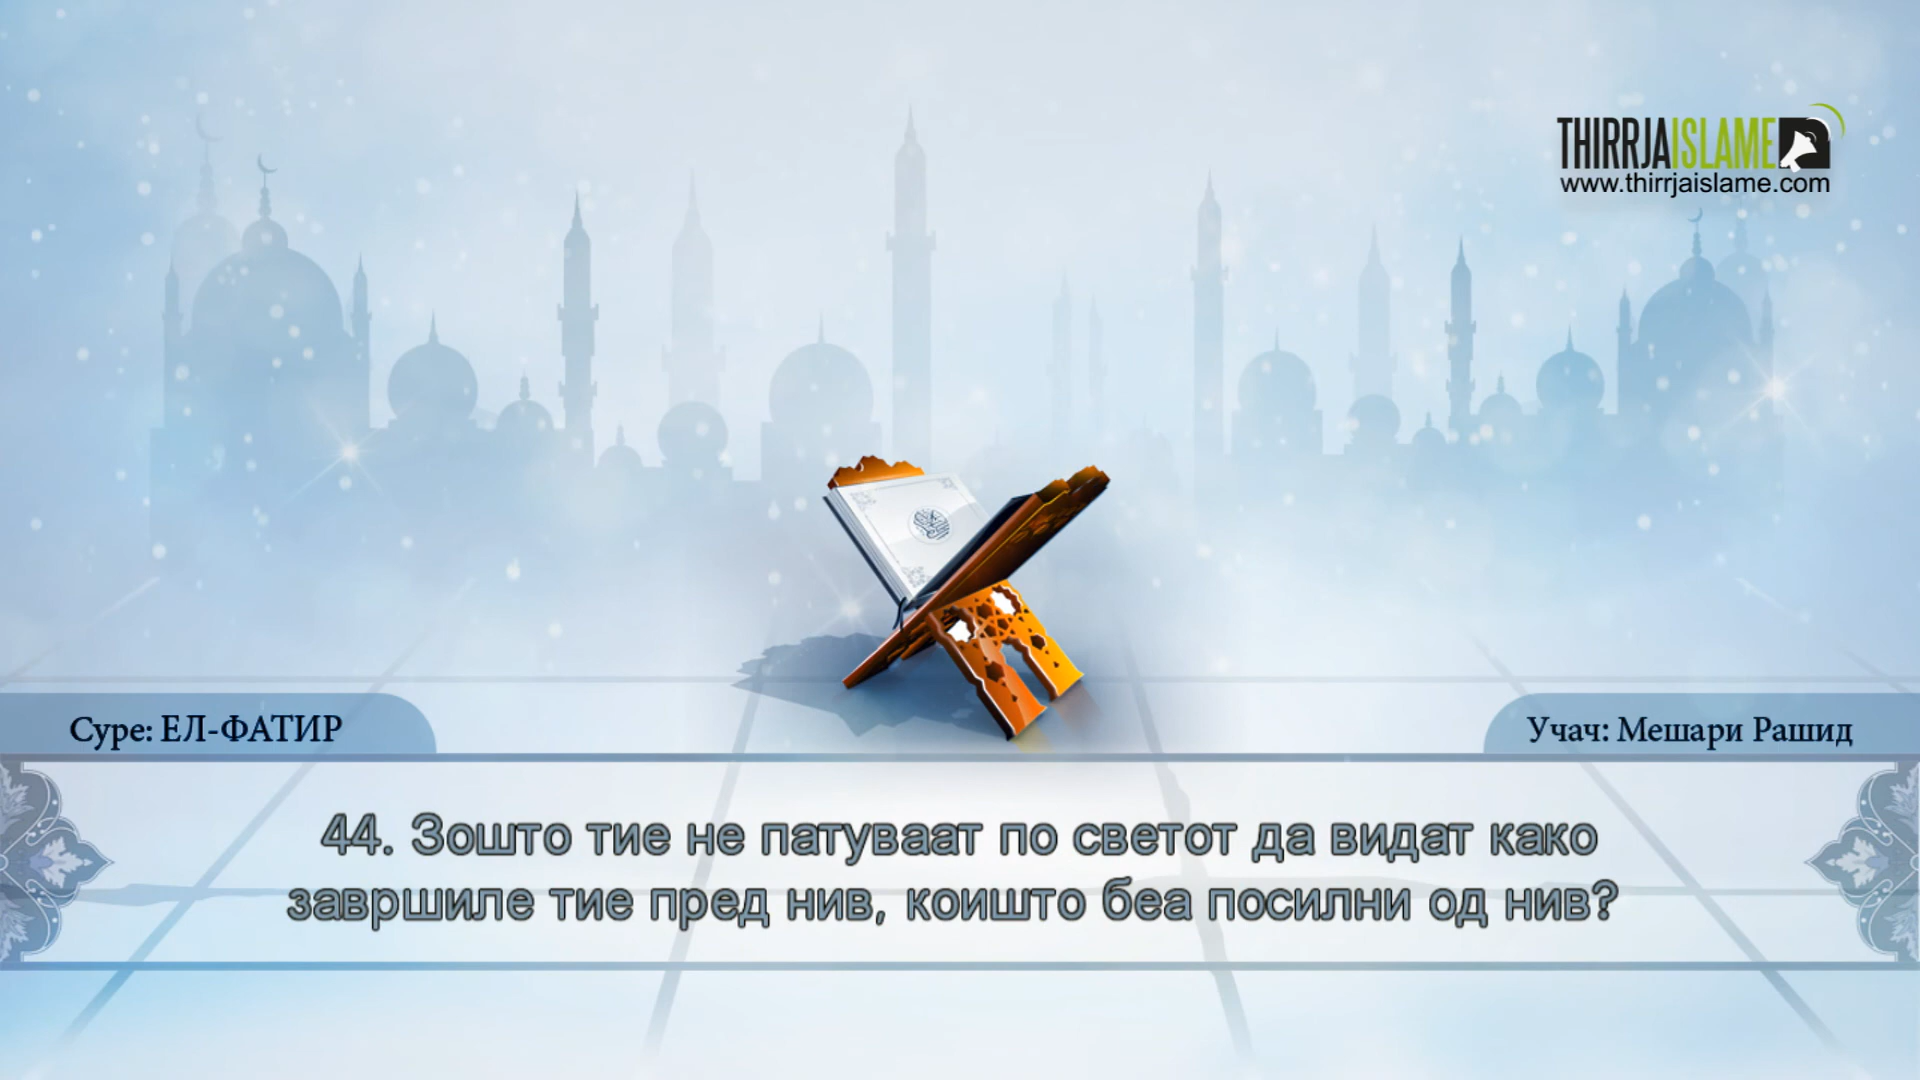 THIRRJAISLAME
www.thirrjaislame.com
Суре: ЕЛ-ФАТИР
Учач: Мешари Рашид
44. Зошто тие не патуваат по светот да видат како
завршиле тие пред нив, коишто беа посилни од нив?